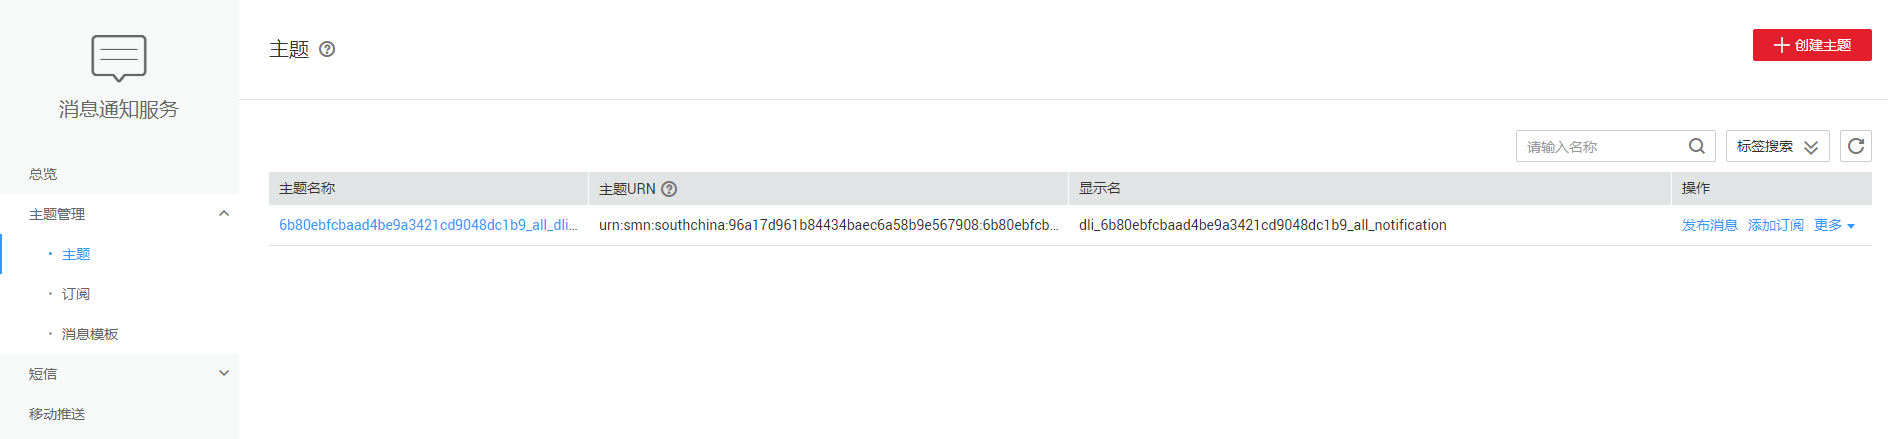 消息通知服务
总览
主题管理
主题
订阅
消息模板
短信
移动推送
主题
创建主题
请输入名称
标签搜索
主题名称 主题URN 显示名 操作
6b80ebfcbaad4be9a3421cd9048dc1b9_all_dli... urn:smn:southchina:96a17d961b84434baec6a58b9e567908:6b80ebfcb... dli_6b80ebfcbaad4be9a3421cd9048dc1b9_all_notification 发布消息 添加订阅 更多